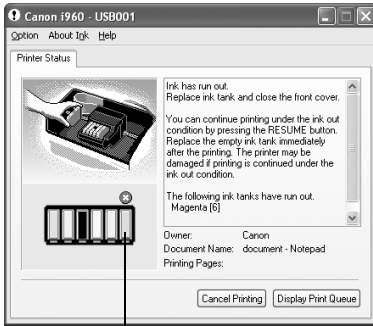 Canon i960 - USB001
Option About Ink Help
Printer Status
Ink has run out.
Replace ink tank and close the front cover.
You can continue printing under the ink out
condition by pressing the RESUME button.
Replace the empty ink tank immediately
after the printing. The printer may be
damaged if printing is continued under the
ink out condition.
The following ink tanks have run out.
Magenta [6]
Owner: Canon
Document Name: document - Notepad
Printing Pages:
Cancel Printing Display Print Queue